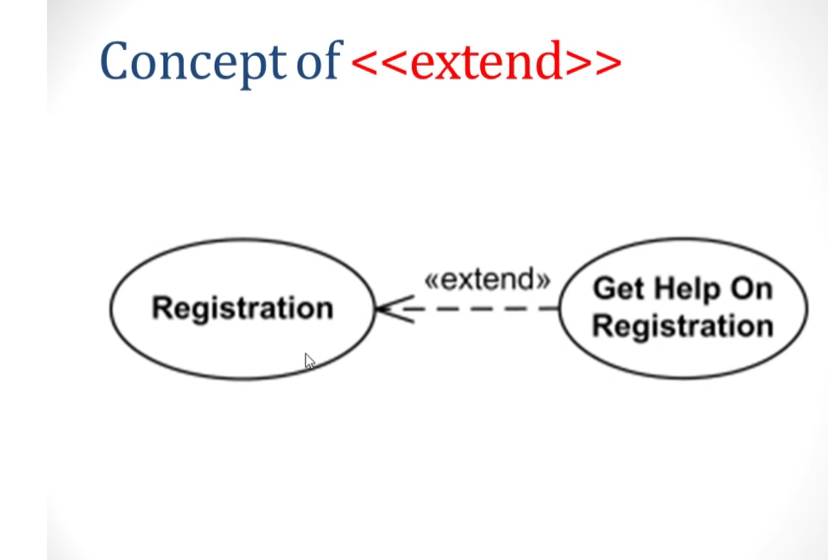 Concept of <<extend>>
«extend»
Registration
Get Help On
Registration